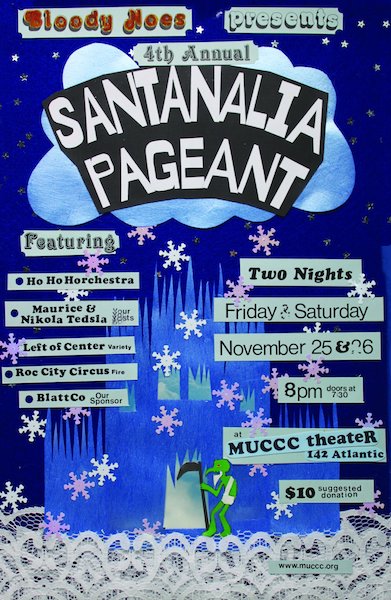 Bloody Noes presents
4th Annual
SANTANALIA
PAGEANT
Featuring
Ho Ho Horchestra
Maurice &
Nikola Tedsla Your Hosts
Left of Center Variety
Roc City Circus Fire
BlattCo Our Sponsor
Two Nights
Friday & Saturday
November 25 & 26
8pm doors at 7:30
at MUCCC theateR
142 Atlantic
$10 suggested donation
www.muccc.org